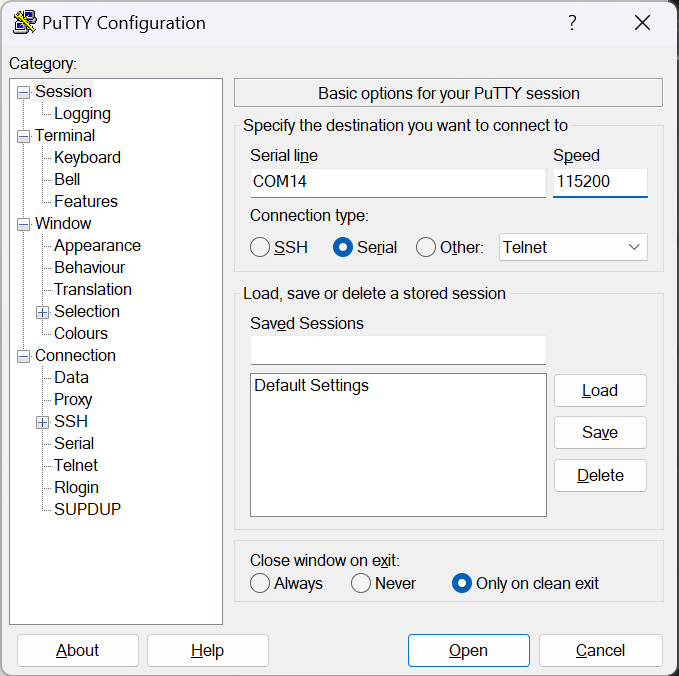 PuTTY Configuration
?
Category:
Session
Logging
Terminal
Keyboard
Bell
Features
Window
Appearance
Behaviour
Translation
Selection
Colours
Connection
Data
Proxy
SSH
Serial
Telnet
Rlogin
SUPDUP
Basic options for your PuTTY session
Specify the destination you want to connect to
Serial line Speed
COM14 115200
Connection type:
SSH Serial Other: Telnet
Load, save or delete a stored session
Saved Sessions
Default Settings
Load
Save
Delete
Close window on exit:
Always Never Only on clean exit
About Help Open Cancel